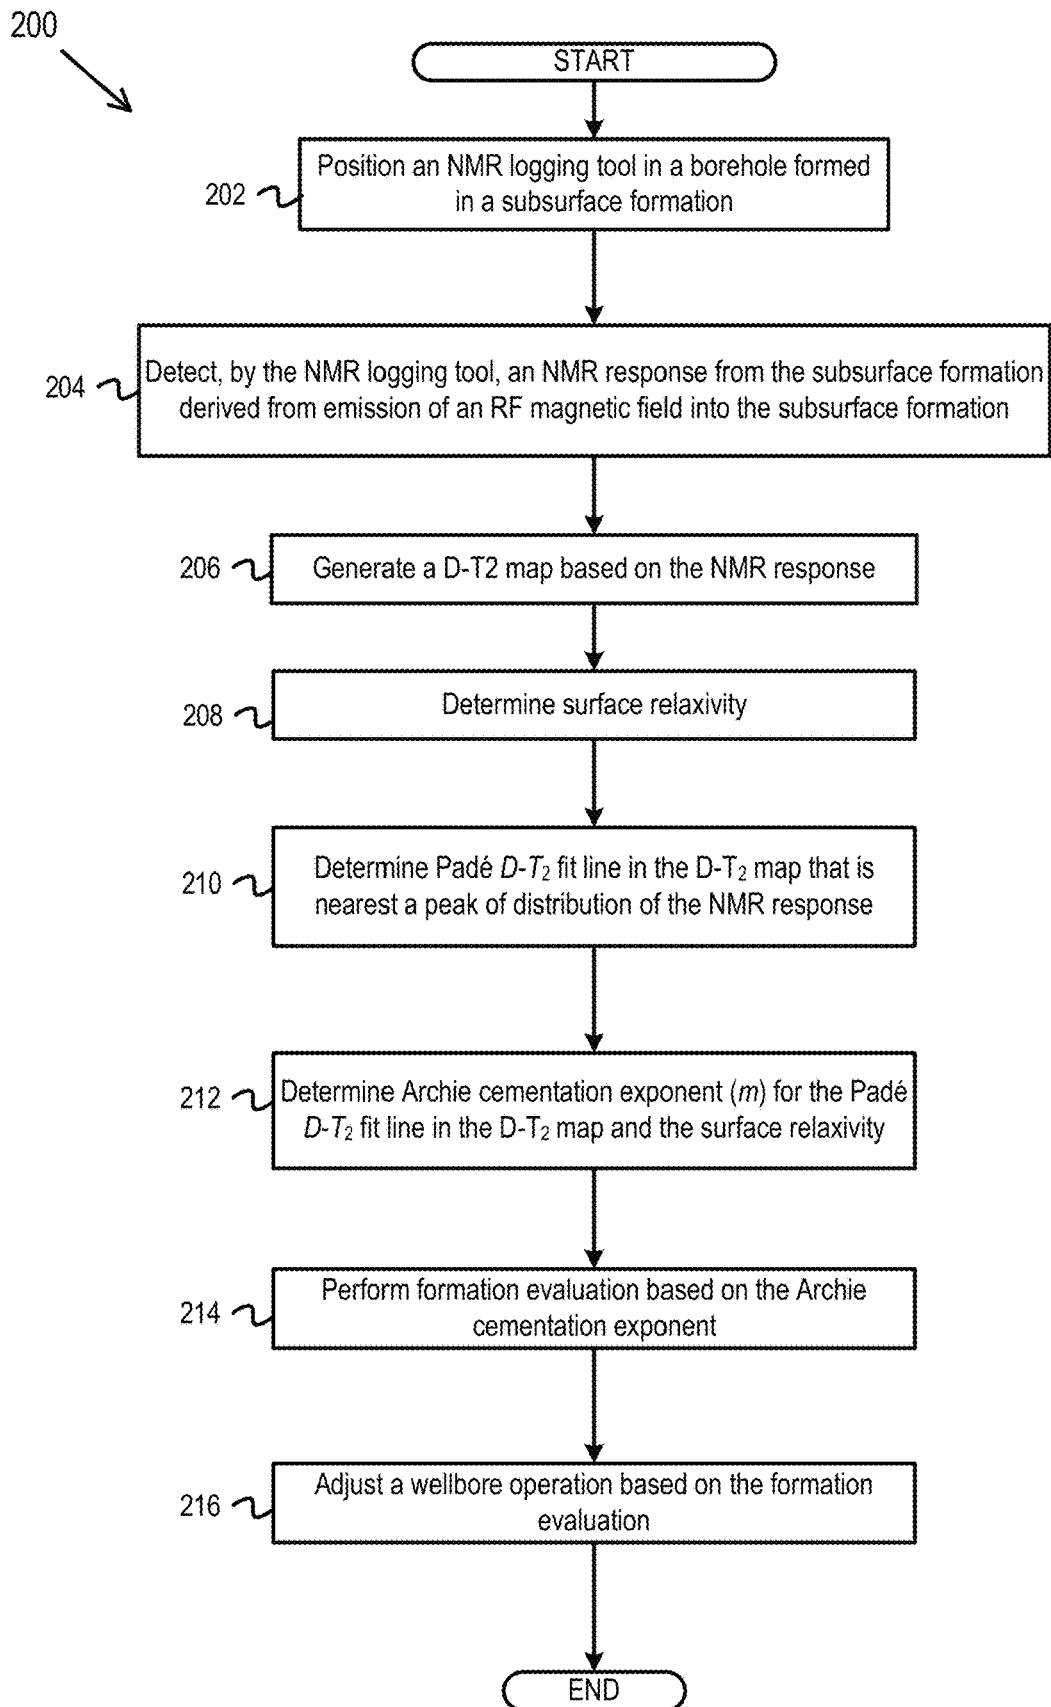 200
START
202
Position an NMR logging tool in a borehole formed
in a subsurface formation
204
Detect, by the NMR logging tool, an NMR response from the subsurface formation
derived from emission of an RF magnetic field into the subsurface formation
206
Generate a D-T2 map based on the NMR response
208
Determine surface relaxivity
210
Determine Padé D-T₂ fit line in the D-T₂ map that is
nearest a peak of distribution of the NMR response
212
Determine Archie cementation exponent (m) for the Padé
D-T₂ fit line in the D-T₂ map and the surface relaxivity
214
Perform formation evaluation based on the Archie
cementation exponent
216
Adjust a wellbore operation based on the formation
evaluation
END